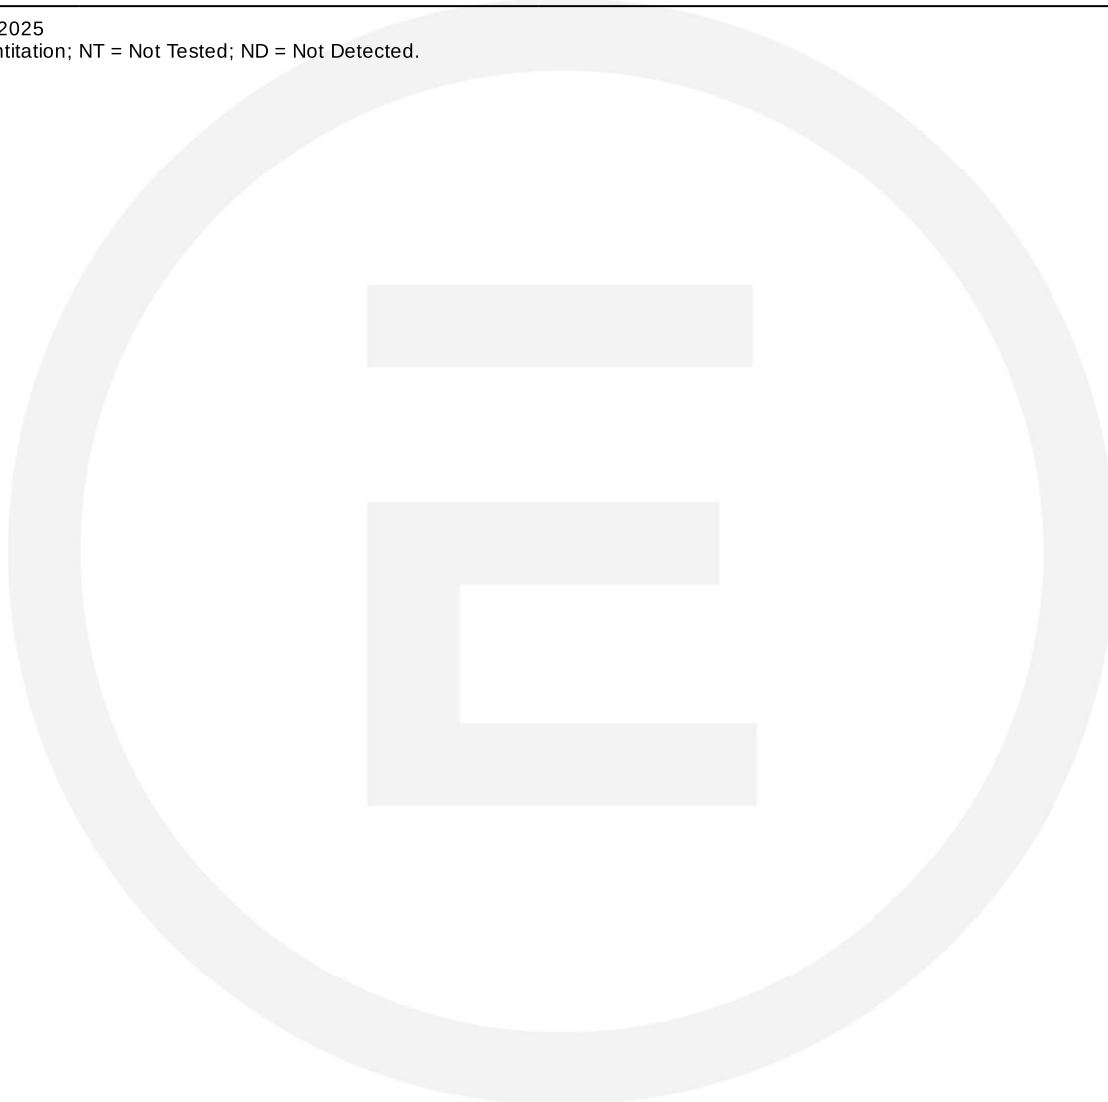 2025
ntitation; NT = Not Tested; ND = Not Detected.